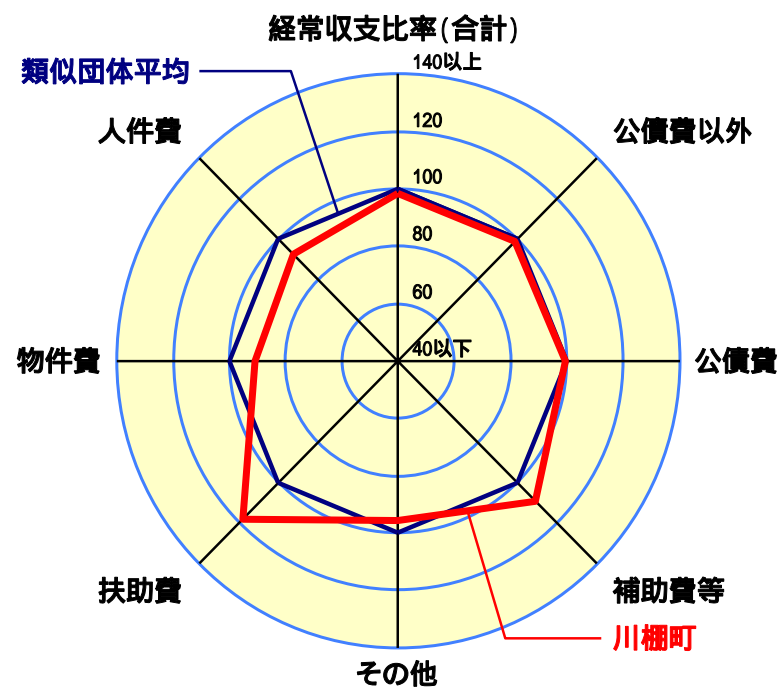 経常収支比率(合計)
類似団体平均
140以上
人件費
120
公債費以外
100
80
60
40以下
物件費
公債費
扶助費
補助費等
川棚町
その他